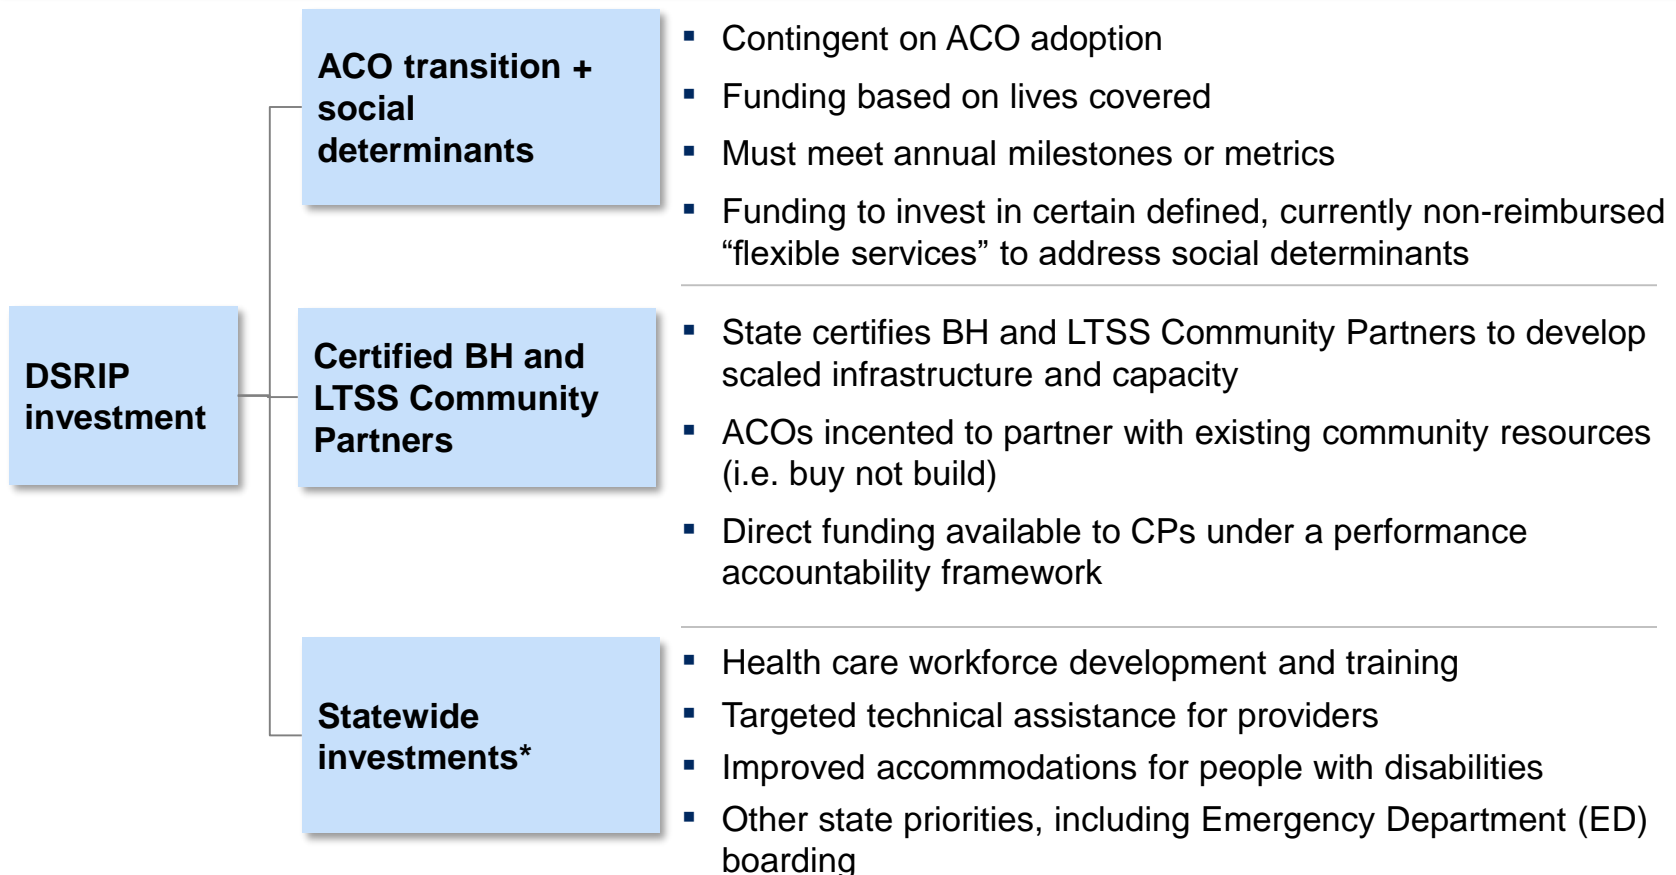 DSRIP
investment
ACO transition +
social
determinants
▪ Contingent on ACO adoption
▪ Funding based on lives covered
▪ Must meet annual milestones or metrics
▪ Funding to invest in certain defined, currently non-reimbursed
“flexible services” to address social determinants
Certified BH and
LTSS Community
Partners
▪ State certifies BH and LTSS Community Partners to develop
scaled infrastructure and capacity
▪ ACOs incented to partner with existing community resources
(i.e. buy not build)
▪ Direct funding available to CPs under a performance
accountability framework
Statewide
investments*
▪ Health care workforce development and training
▪ Targeted technical assistance for providers
▪ Improved accommodations for people with disabilities
▪ Other state priorities, including Emergency Department (ED)
boarding